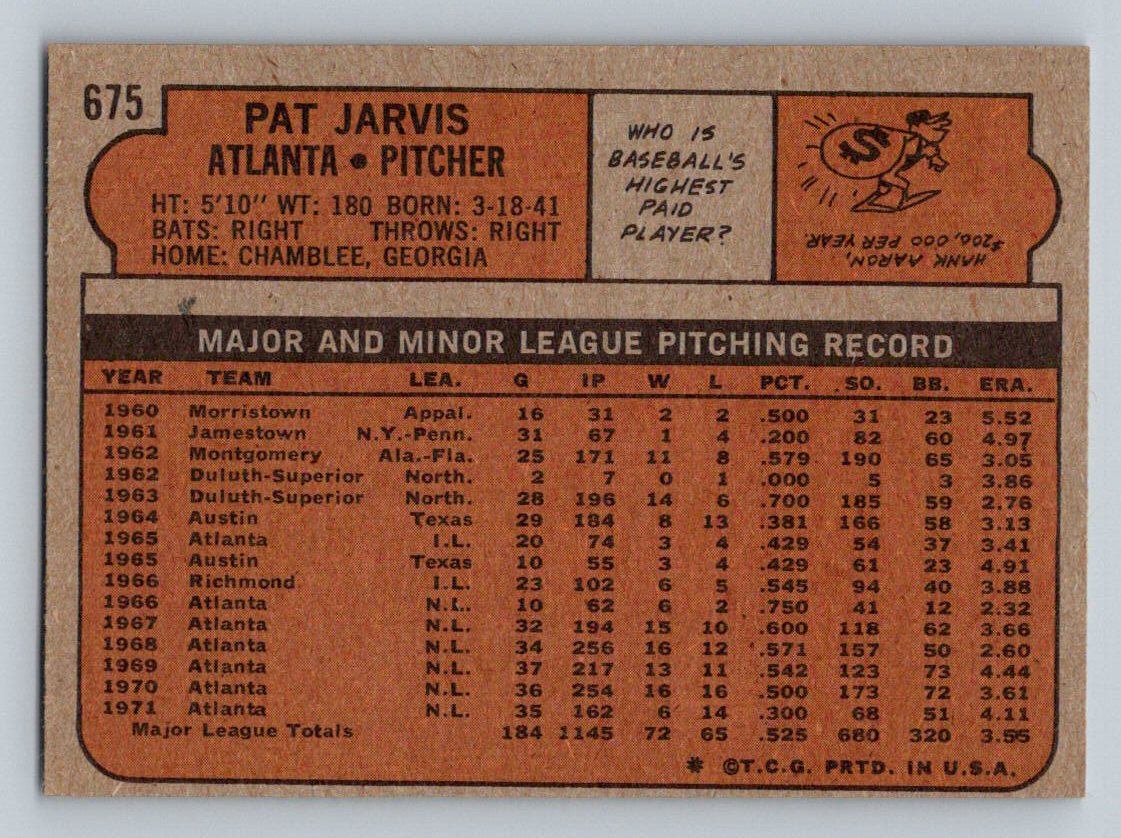 675
PAT JARVIS
ATLANTA • PITCHER
HT: 5'10" WT: 180 BORN: 3-18-41
BATS: RIGHT THROWS: RIGHT
HOME: CHAMBLEE, GEORGIA
WHO IS
BASEBALL'S
HIGHEST
PAID
PLAYER?
$
HANK AARON,
$200,000 PER YEAR.
MAJOR AND MINOR LEAGUE PITCHING RECORD
YEAR TEAM LEA. G IP W L PCT. SO. BB. ERA.
1960 Morristown Appal. 16 31 2 2 .500 31 23 5.52
1961 Jamestown N.Y.-Penn. 31 67 1 4 .200 82 60 4.97
1962 Montgomery Ala.-Fla. 25 171 11 8 .579 190 65 3.05
1962 Duluth-Superior North. 2 7 0 1 .000 5 3 3.86
1963 Duluth-Superior North. 28 196 14 6 .700 185 59 2.76
1964 Austin Texas 29 184 8 13 .381 166 58 3.13
1965 Atlanta I.L. 20 74 3 4 .429 54 37 3.41
1965 Austin Texas 10 55 3 4 .429 61 23 4.91
1966 Richmond I.L. 23 102 6 5 .545 94 40 3.88
1966 Atlanta N.L. 10 62 6 2 .750 41 12 2.32
1967 Atlanta N.L. 32 194 15 10 .600 118 62 3.66
1968 Atlanta N.L. 34 256 16 12 .571 157 50 2.60
1969 Atlanta N.L. 37 217 13 11 .542 123 73 4.44
1970 Atlanta N.L. 36 254 16 16 .500 173 72 3.61
1971 Atlanta N.L. 35 162 6 14 .300 68 51 4.11
Major League Totals 184 1145 72 65 .525 680 320 3.55
* ©T.C.G. PRTD. IN U.S.A.